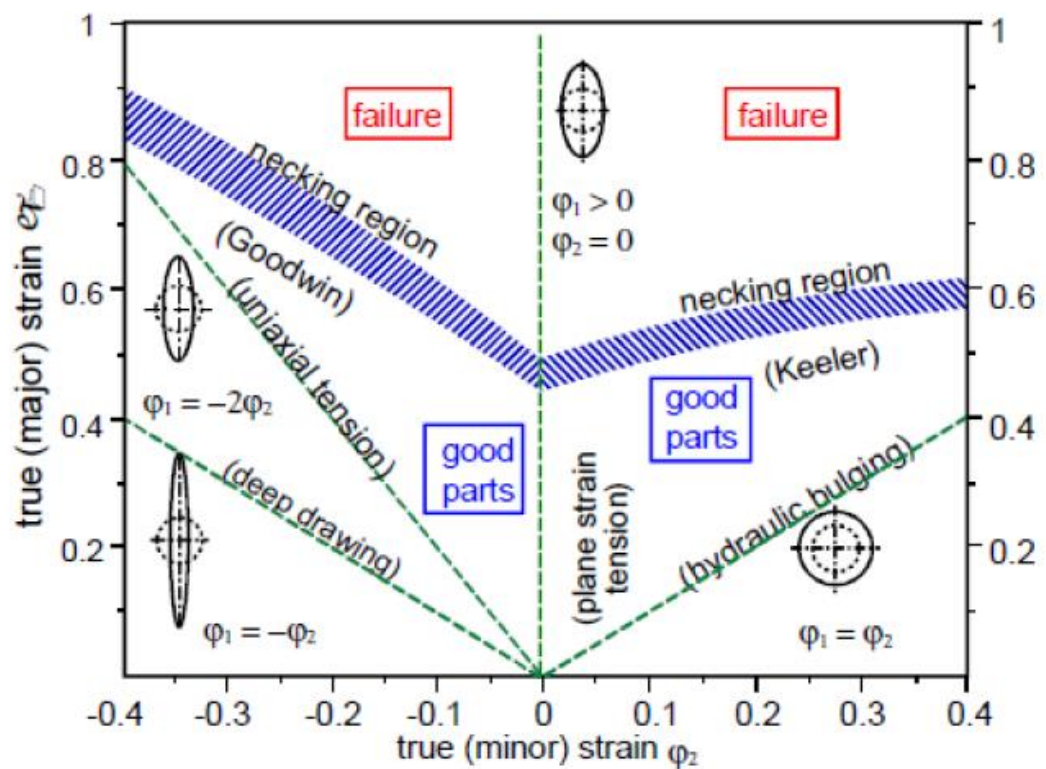 1
1
failure
failure
necking region
φ₁ > 0
φ₂ = 0
0.8
0.8
(Goodwin)
necking region
true (major) strain
0.6
0.6
(uniaxial tension)
(Keeler)
φ₁ = −2φ₂
good
parts
good
parts
0.4
0.4
(deep drawing)
(plane strain
tension)
(hydraulic bulging)
0.2
0.2
φ₁ = −φ₂
φ₁ = φ₂
-0.4
-0.3
-0.2
-0.1
0
0.1
0.2
0.3
0.4
true (minor) strain φ₂